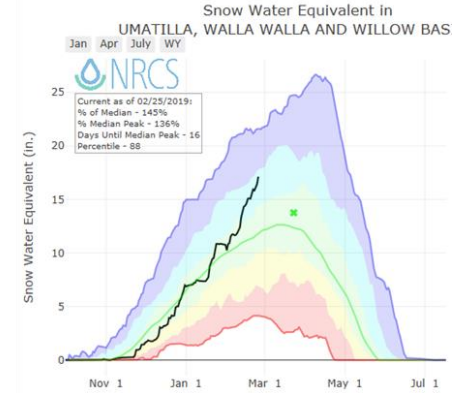 Snow Water Equivalent in
UMATILLA, WALLA WALLA AND WILLOW BAS
Jan Apr July WY
NRCS
Current as of 02/25/2019:
% of Median - 145%
% Median Peak - 136%
Days Until Median Peak - 16
Percentile - 88
Snow Water Equivalent (in.)
25
20
15
10
5
0
Nov 1 Jan 1 Mar 1 May 1 Jul 1